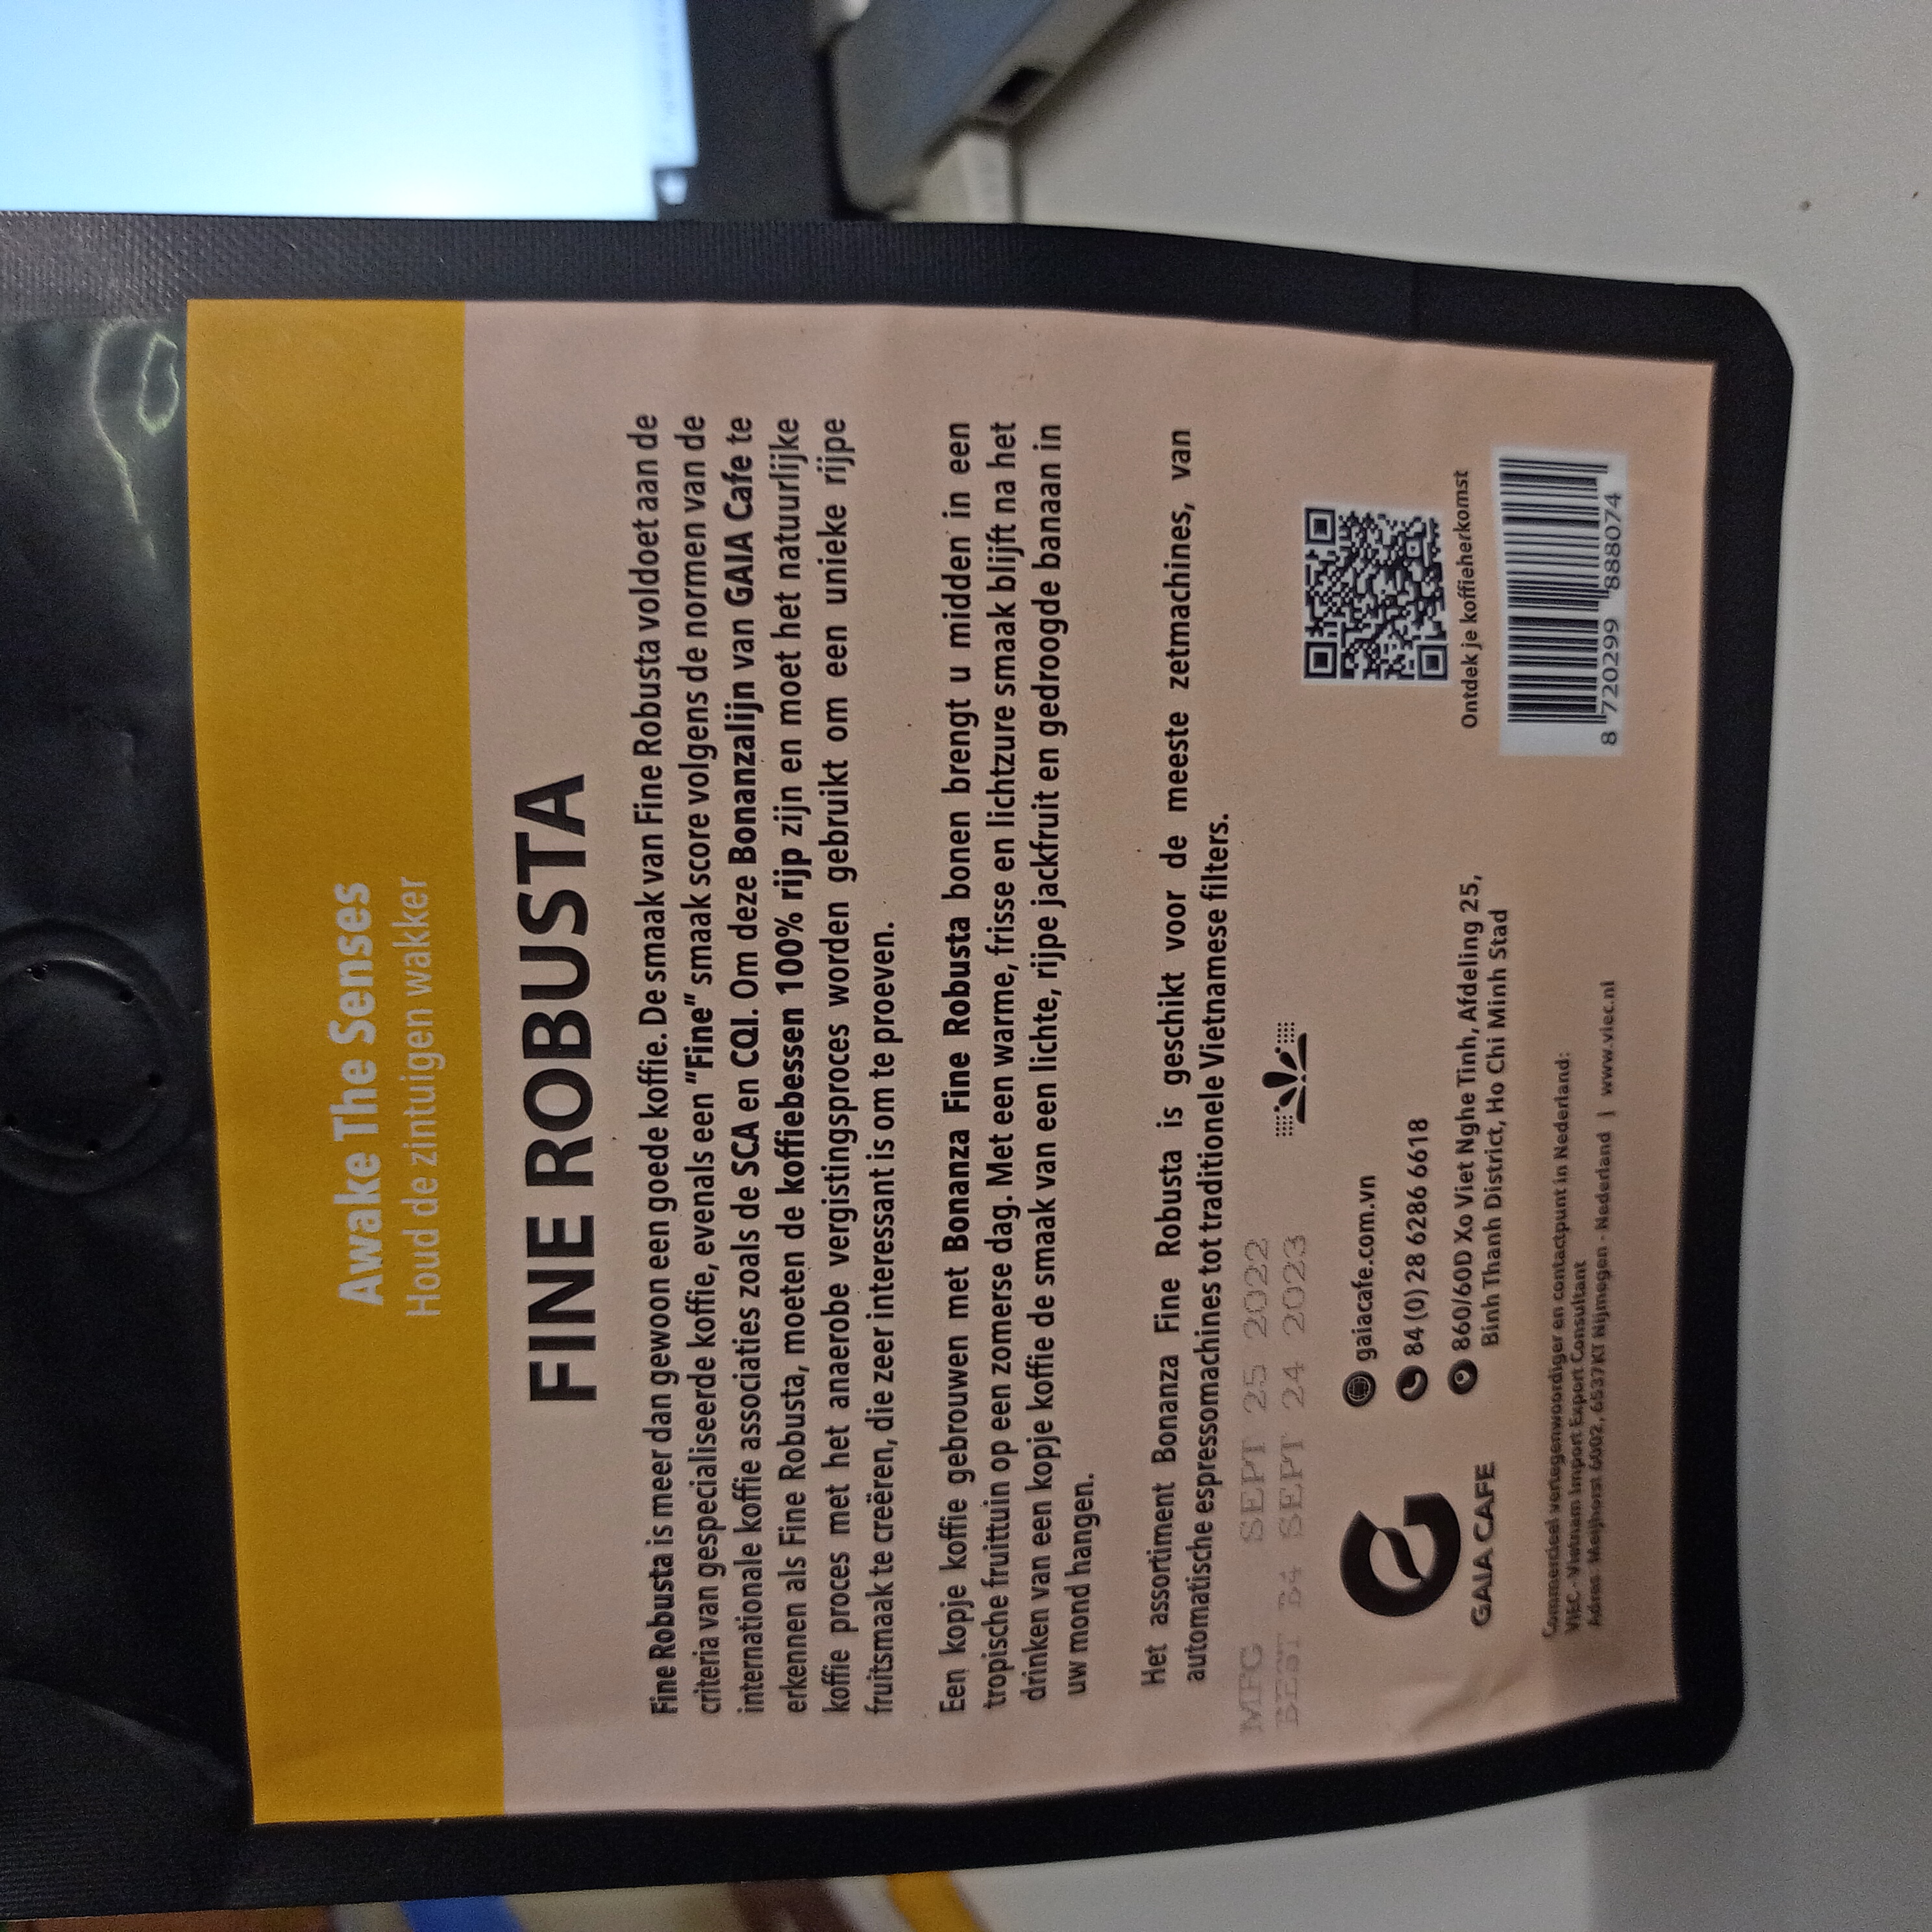 Awake The Senses
Houd de zintuigen wakker
FINE ROBUSTA
Fine Robusta is meer dan gewoon een goede koffie. De smaak van Fine Robusta voldoet aan de
criteria van gespecialiseerde koffie, evenals een "Fine" smaak score volgens de normen van de
internationale koffie associaties zoals de SCA en CQI. Om deze Bonanzalijn van GAIA Cafe te
erkennen als Fine Robusta, moeten de koffiebessen 100% rijp zijn en moet het natuurlijke
koffie proces met het anaerobe vergistingsproces worden gebruikt om een unieke rijpe
fruitsmaak te creëren, die zeer interessant is om te proeven.
Een kopje koffie gebrouwen met Bonanza Fine Robusta bonen brengt u midden in een
tropische fruittuin op een zomerse dag. Met een warme, frisse en lichtzure smaak blijft na het
drinken van een kopje koffie de smaak van een lichte, rijpe jackfruit en gedroogde banaan in
uw mond hangen.
Het assortiment Bonanza Fine Robusta is geschikt voor de meeste zetmachines, van
automatische espressomachines tot traditionele Vietnamese filters.
MFG SEPT 25 2022
BEST B4 SEPT 24 2023
GAIA CAFE
gaiacafe.com.vn
84 (0) 28 6286 6618
860/60D Xo Viet Nghe Tinh, Afdeling 25,
Binh Thanh District, Ho Chi Minh Stad
Ontdek je koffieherkomst
8 720299 888074
Commercieel vertegenwoordiger en contactpunt in Nederland:
VIEC - Vietnam Import Export Consultant
Adres: Meijhorst 6002, 6537KT Nijmegen - Nederland | www.viec.nl